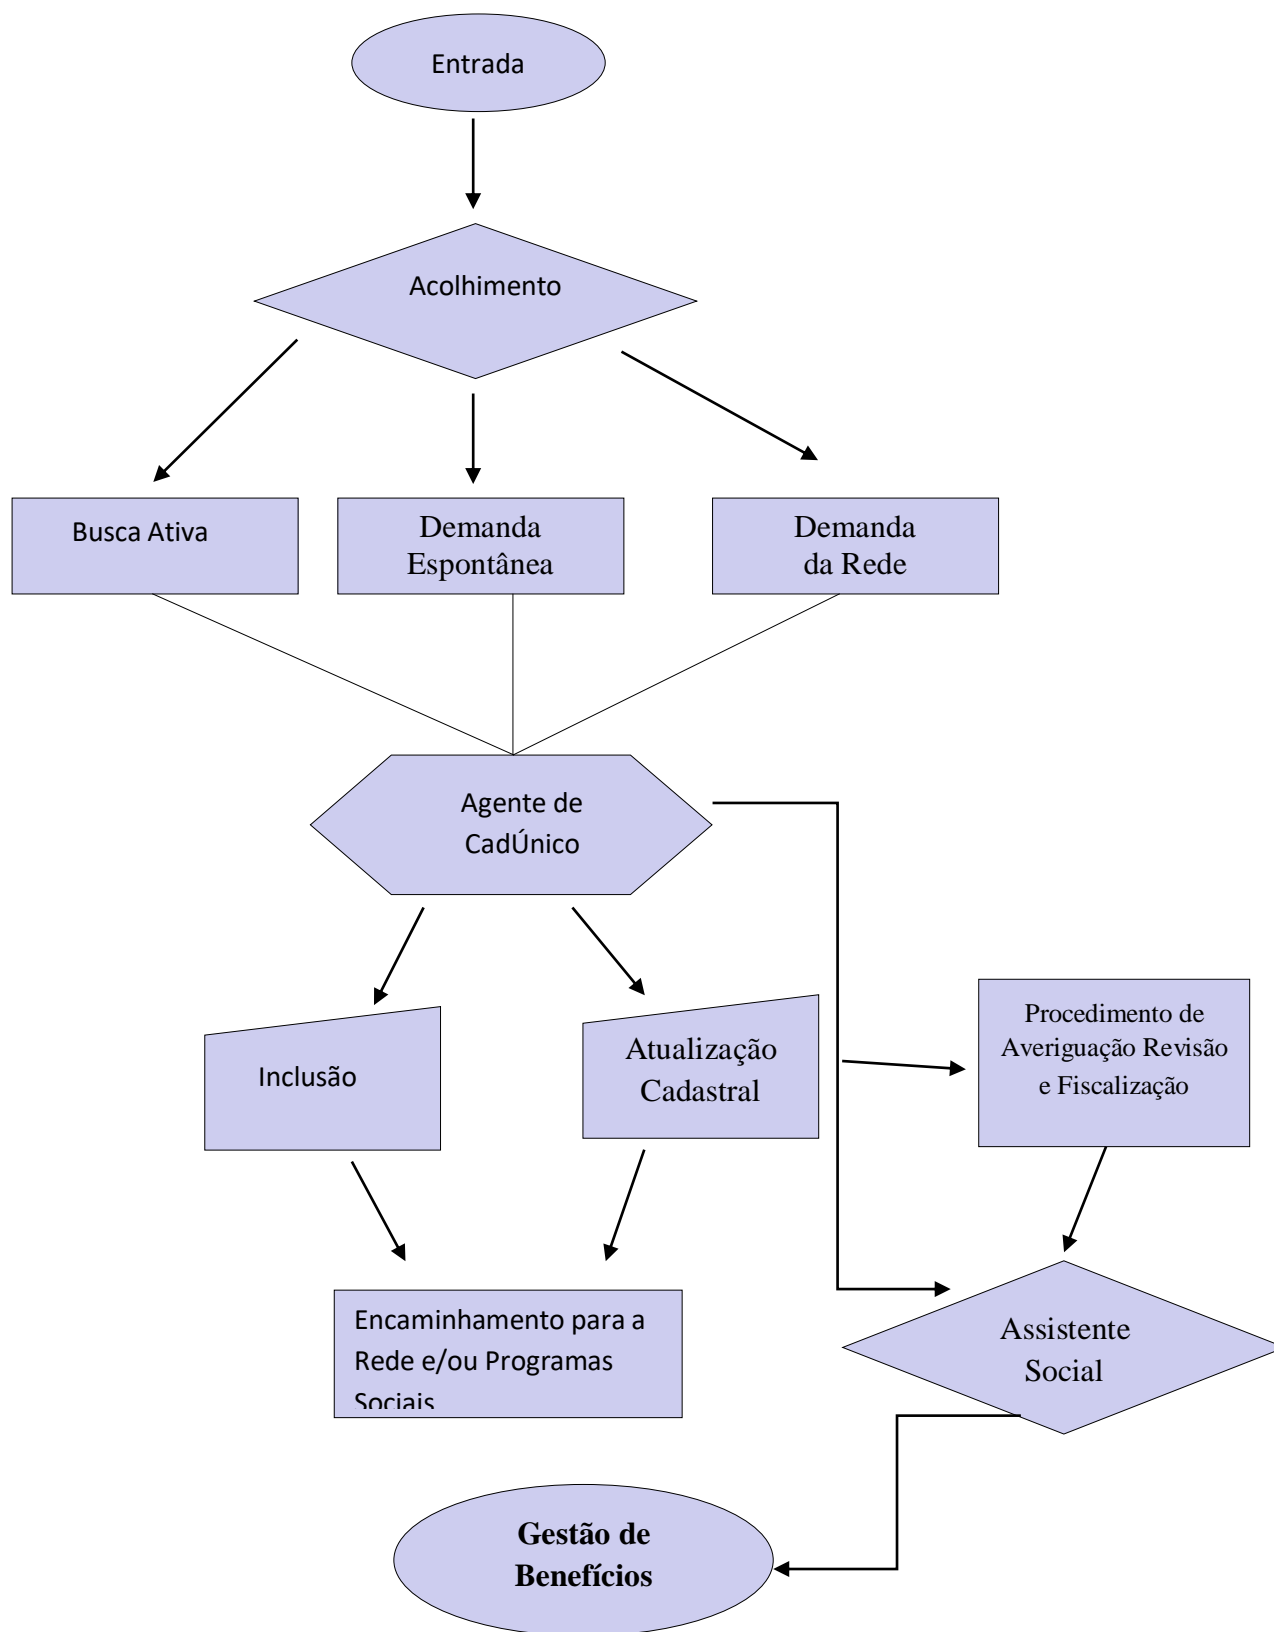 Entrada
Acolhimento
Busca Ativa
Demanda
Espontânea
Demanda
da Rede
Agente de
CadÚnico
Inclusão
Atualização
Cadastral
Procedimento de
Averiguação Revisão
e Fiscalização
Encaminhamento para a
Rede e/ou Programas
Sociais
Assistente
Social
Gestão de
Benefícios